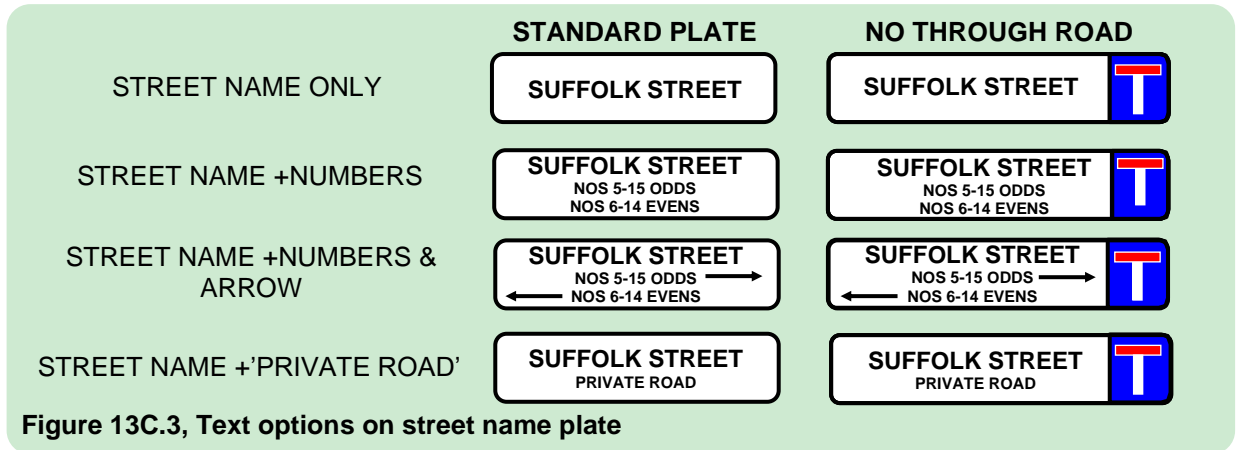 STANDARD PLATE NO THROUGH ROAD
STREET NAME ONLY
SUFFOLK STREET
SUFFOLK STREET
STREET NAME +NUMBERS
SUFFOLK STREET
NOS 5-15 ODDS
NOS 6-14 EVENS
SUFFOLK STREET
NOS 5-15 ODDS
NOS 6-14 EVENS
STREET NAME +NUMBERS &
ARROW
SUFFOLK STREET
NOS 5-15 ODDS
NOS 6-14 EVENS
SUFFOLK STREET
NOS 5-15 ODDS
NOS 6-14 EVENS
STREET NAME +'PRIVATE ROAD’
SUFFOLK STREET
PRIVATE ROAD
SUFFOLK STREET
PRIVATE ROAD
Figure 13C.3, Text options on street name plate